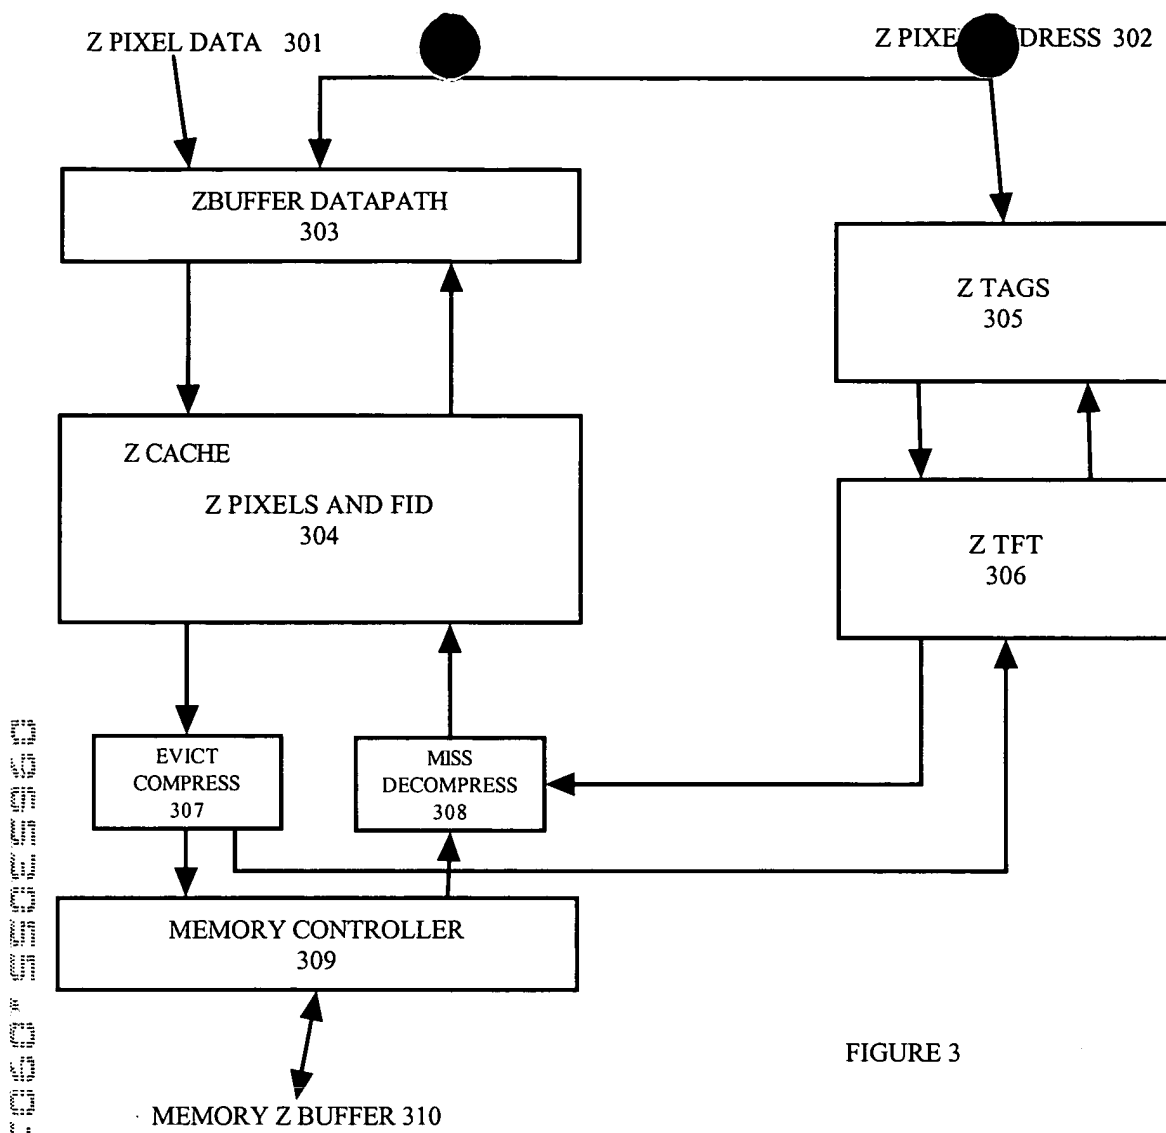 Z PIXEL DATA 301
Z PIXE DRESS 302
ZBUFFER DATAPATH
303
Z TAGS
305
Z CACHE
Z PIXELS AND FID
304
Z TFT
306
EVICT
COMPRESS
307
MISS
DECOMPRESS
308
MEMORY CONTROLLER
309
FIGURE 3
MEMORY Z BUFFER 310